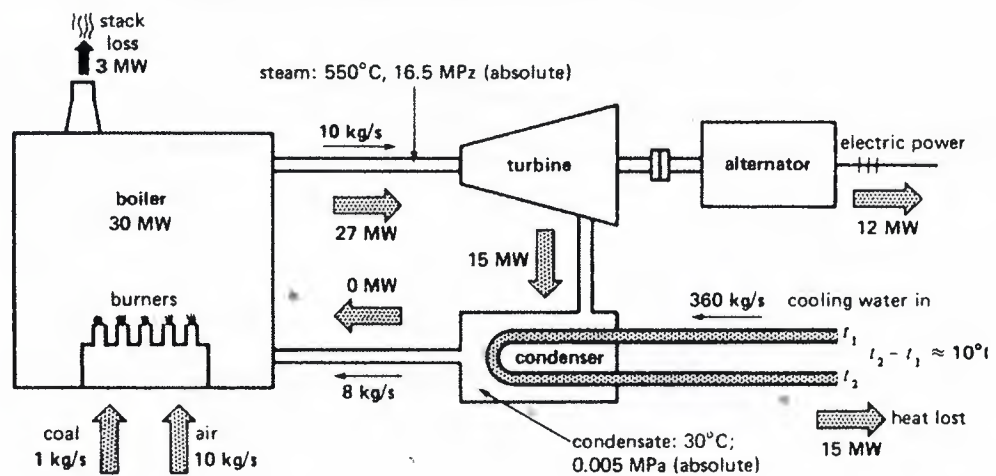 stack
loss
3 MW
steam: 550°C, 16.5 MPz (absolute)
10 kg/s
turbine
alternator
electric power
boiler
30 MW
27 MW
12 MW
15 MW
0 MW
burners
360 kg/s
cooling water in
condenser
t₁
t₂ - t₁ ≈ 10°(
t₂
8 kg/s
heat lost
15 MW
coal
1 kg/s
air
10 kg/s
condensate: 30°C;
0.005 MPa (absolute)